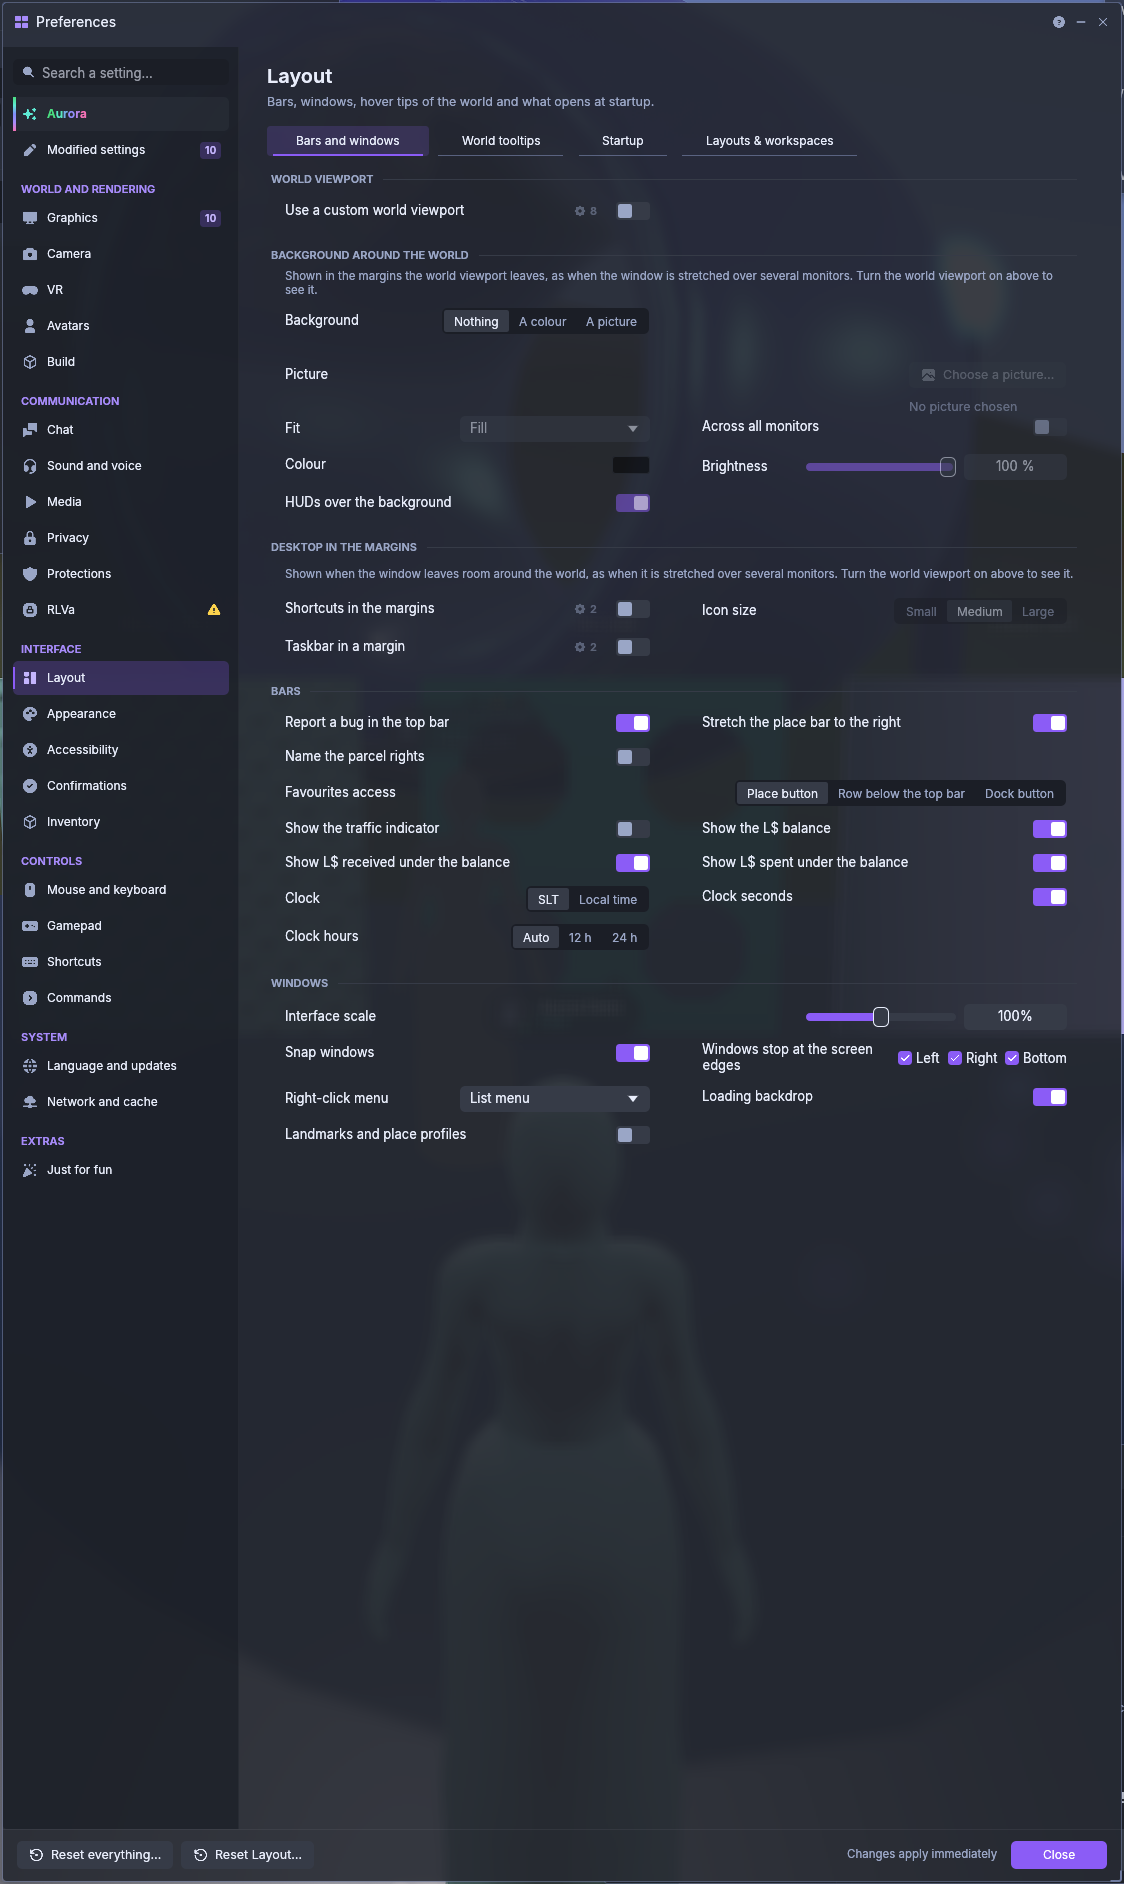 Preferences
Search a setting...
Aurora
Modified settings 10
WORLD AND RENDERING
Graphics 10
Camera
VR
Avatars
Build
COMMUNICATION
Chat
Sound and voice
Media
Privacy
Protections
RLVa
INTERFACE
Layout
Appearance
Accessibility
Confirmations
Inventory
CONTROLS
Mouse and keyboard
Gamepad
Shortcuts
Commands
SYSTEM
Language and updates
Network and cache
EXTRAS
Just for fun
Layout
Bars, windows, hover tips of the world and what opens at startup.
Bars and windows World tooltips Startup Layouts & workspaces
WORLD VIEWPORT
Use a custom world viewport 8
BACKGROUND AROUND THE WORLD
Shown in the margins the world viewport leaves, as when the window is stretched over several monitors. Turn the world viewport on above to
see it.
Background Nothing A colour A picture
Picture Choose a picture...
No picture chosen
Fit Fill Across all monitors
Colour Brightness 100 %
HUDs over the background
DESKTOP IN THE MARGINS
Shown when the window leaves room around the world, as when it is stretched over several monitors. Turn the world viewport on above to see it.
Shortcuts in the margins 2 Icon size Small Medium Large
Taskbar in a margin 2
BARS
Report a bug in the top bar Stretch the place bar to the right
Name the parcel rights
Favourites access Place button Row below the top bar Dock button
Show the traffic indicator Show the L$ balance
Show L$ received under the balance Show L$ spent under the balance
Clock SLT Local time Clock seconds
Clock hours Auto 12 h 24 h
WINDOWS
Interface scale 100%
Snap windows Windows stop at the screen
edges Left Right Bottom
Right-click menu List menu Loading backdrop
Landmarks and place profiles
Reset everything... Reset Layout... Changes apply immediately Close